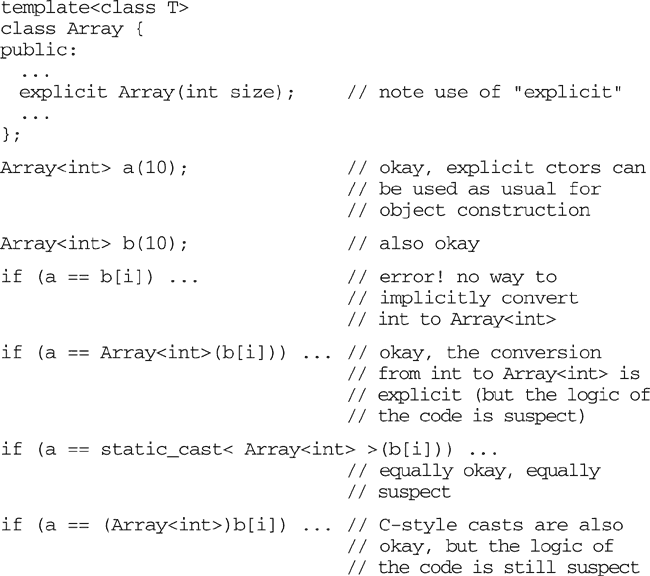 template<class T>
class Array {
public:
  ...
  explicit Array(int size);     // note use of "explicit"
  ...
};
Array<int> a(10);               // okay, explicit ctors can
                                // be used as usual for
                                // object construction
Array<int> b(10);               // also okay
if (a == b[i]) ...              // error! no way to
                                // implicitly convert
                                // int to Array<int>
if (a == Array<int>(b[i])) ...  // okay, the conversion
                                // from int to Array<int> is
                                // explicit (but the logic of
                                // the code is suspect)
if (a == static_cast< Array<int> >(b[i])) ...
                                // equally okay, equally
                                // suspect
if (a == (Array<int>)b[i]) ...  // C-style casts are also
                                // okay, but the logic of
                                // the code is still suspect